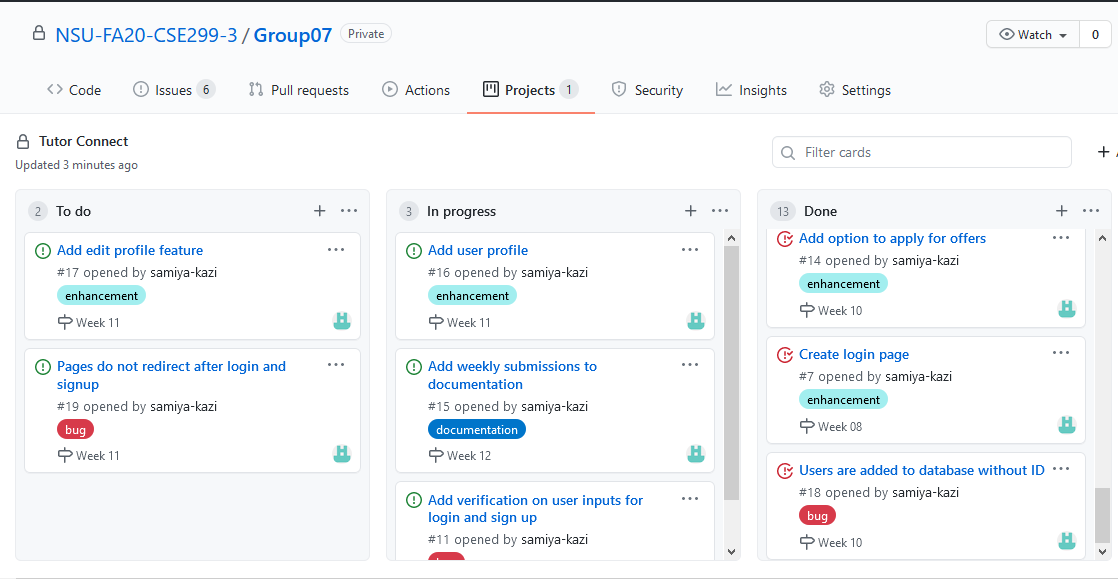 NSU-FA20-CSE299-3 / Group07 Private
Watch 0
Code Issues 6 Pull requests Actions Projects 1 Security Insights Settings
Tutor Connect
Updated 3 minutes ago
Filter cards
2 To do
Add edit profile feature
#17 opened by samiya-kazi
enhancement
Week 11
Pages do not redirect after login and
signup
#19 opened by samiya-kazi
bug
Week 11
3 In progress
Add user profile
#16 opened by samiya-kazi
enhancement
Week 11
Add weekly submissions to
documentation
#15 opened by samiya-kazi
documentation
Week 12
Add verification on user inputs for
login and sign up
#11 opened by samiya-kazi
13 Done
Add option to apply for offers
#14 opened by samiya-kazi
enhancement
Week 10
Create login page
#7 opened by samiya-kazi
enhancement
Week 08
Users are added to database without ID
#18 opened by samiya-kazi
bug
Week 10